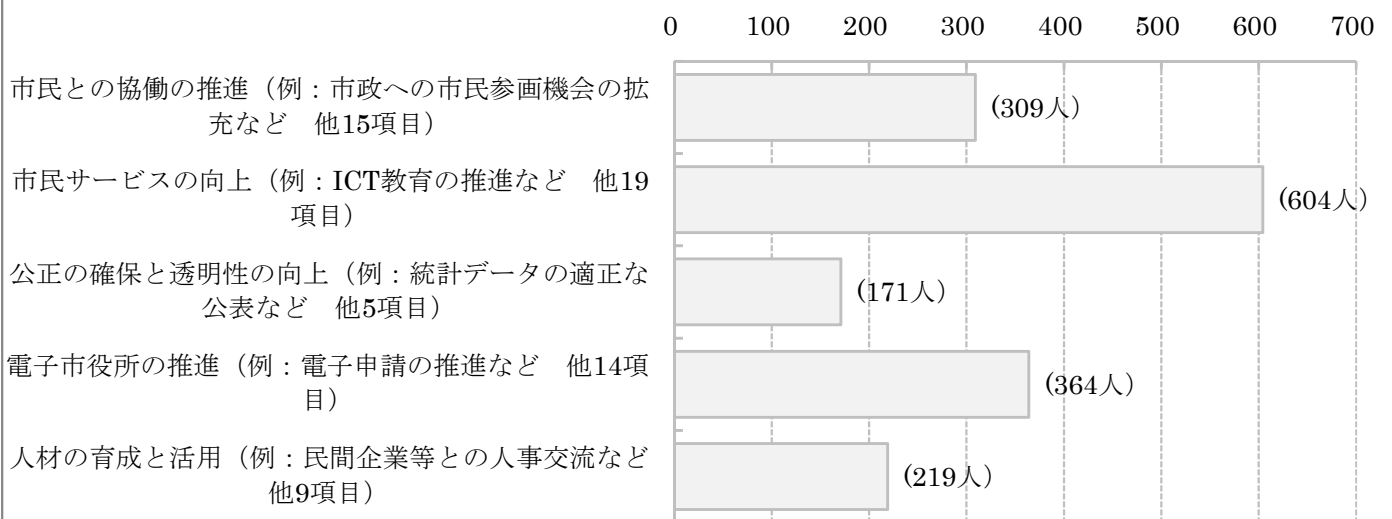 0 100 200 300 400 500 600 700
市民との協働の推進（例：市政への市民参画機会の拡
充など　他15項目）
(309人）
市民サービスの向上（例：ICT教育の推進など　他19
項目）
(604人）
公正の確保と透明性の向上（例：統計データの適正な
公表など　他5項目）
(171人）
電子市役所の推進（例：電子申請の推進など　他14項
目）
(364人）
人材の育成と活用（例：民間企業等との人事交流など
他9項目）
(219人）